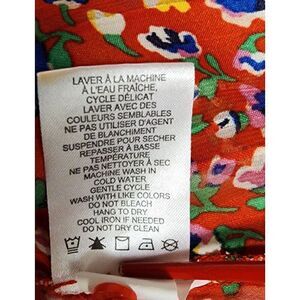 LAVER À LA MACHINE
À L'EAU FRAÎCHE,
CYCLE DÉLICAT
LAVER AVEC DES
COULEURS SEMBLABLES
NE PAS UTILISER D'AGENT
DE BLANCHIMENT
SUSPENDRE POUR SECHER
REPASSER À BASSE
TEMPÉRATURE
NE PAS NETTOYER À SEC
MACHINE WASH IN
COLD WATER
GENTLE CYCLE
WASH WITH LIKE COLORS
DO NOT BLEACH
HANG TO DRY
COOL IRON IF NEEDED
DO NOT DRY CLEAN